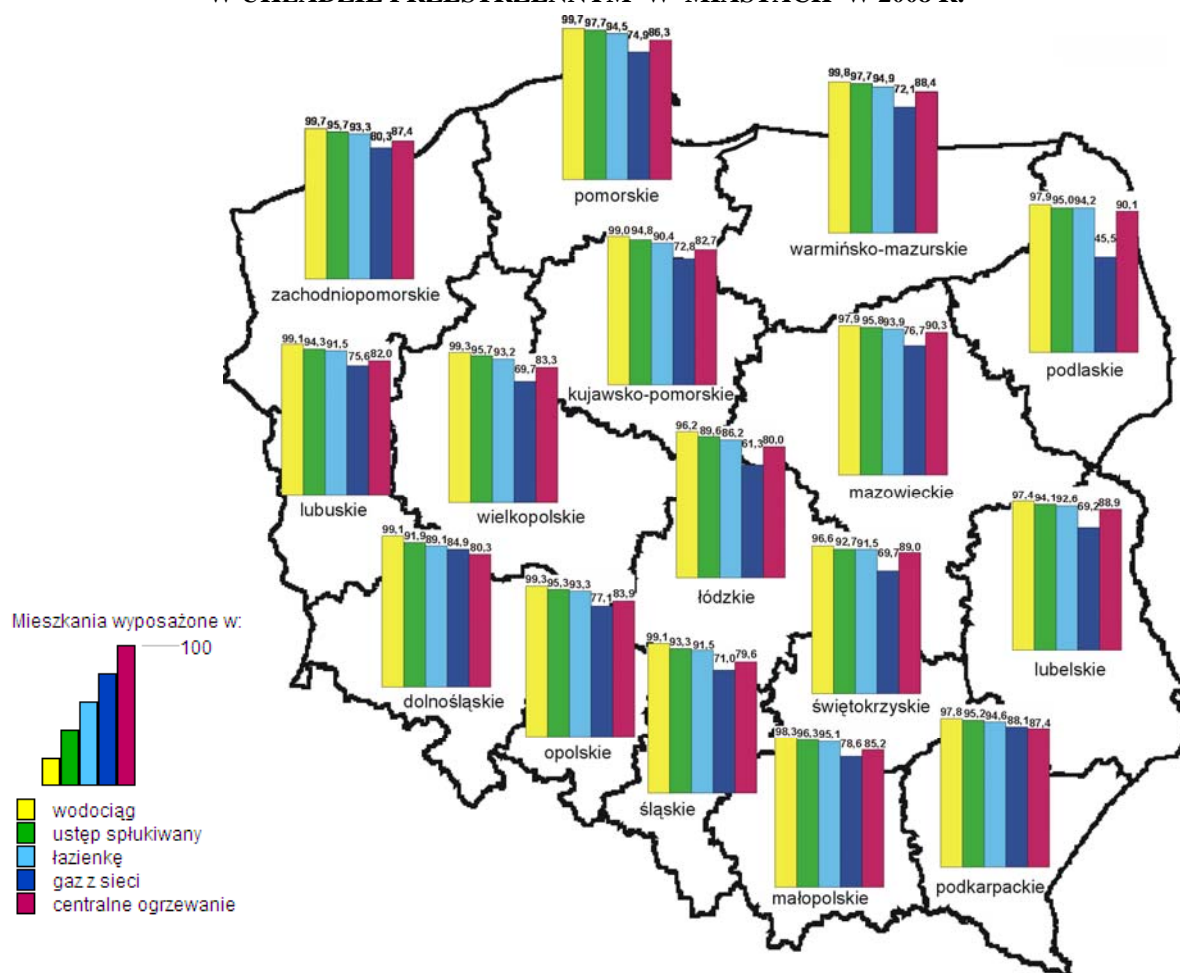 W UKŁADZIE PRZESTRZENNYM W MIASTACH W 2008 R.
99,7 97,7 94,5 74,9 86,3
pomorskie
99,8 97,7 94,9 72,1 88,4
warmińsko-mazurskie
99,7 95,7 93,3 80,3 87,4
zachodniopomorskie
97,9 95,0 94,2 45,5 90,1
podlaskie
99,0 94,8 90,4 72,8 82,7
kujawsko-pomorskie
97,9 95,8 93,9 76,7 90,3
mazowieckie
99,1 94,3 91,5 75,6 82,0
lubuskie
99,3 95,7 93,2 69,7 83,3
wielkopolskie
96,2 89,6 86,2 61,3 80,0
łódzkie
97,4 94,1 92,6 69,2 88,9
lubelskie
99,1 91,9 89,1 84,9 80,3
dolnośląskie
99,3 95,3 93,3 77,1 83,9
opolskie
96,6 92,7 91,5 69,7 89,0
świętokrzyskie
99,1 93,3 91,5 71,0 79,6
śląskie
98,3 96,3 95,1 78,6 85,2
małopolskie
97,8 95,2 94,6 88,1 87,4
podkarpackie
Mieszkania wyposażone w:
100
wodociąg
ustęp spłukiwany
łazienkę
gaz z sieci
centralne ogrzewanie